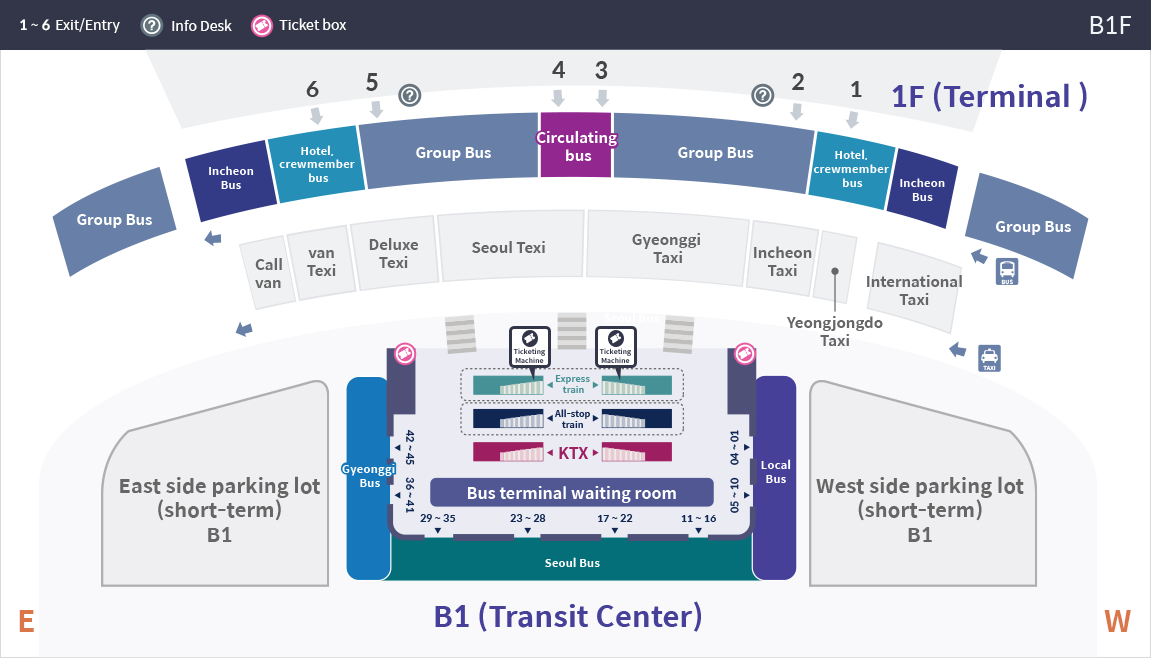 1 ~ 6 Exit/Entry
? Info Desk
Ticket box
B1F
1F (Terminal )
6
5
?
4
3
?
2
1
Group Bus
Incheon
Bus
Hotel,
crewmember
bus
Group Bus
Circulating
bus
Group Bus
Hotel,
crewmember
bus
Incheon
Bus
Group Bus
Call
van
van
Texi
Deluxe
Texi
Seoul Texi
Gyeonggi
Taxi
Incheon
Taxi
Yeongjongdo
Taxi
International
Taxi
BUS
TAXI
Ticketing
Machine
Ticketing
Machine
Express
train
All-stop
train
KTX
42 ~ 45
36 ~ 41
04 ~ 01
05 ~ 10
Bus terminal waiting room
29 ~ 35
23 ~ 28
17 ~ 22
11 ~ 16
Gyeonggi
Bus
Local
Bus
Seoul Bus
East side parking lot
(short-term)
B1
West side parking lot
(short-term)
B1
E
B1 (Transit Center)
W